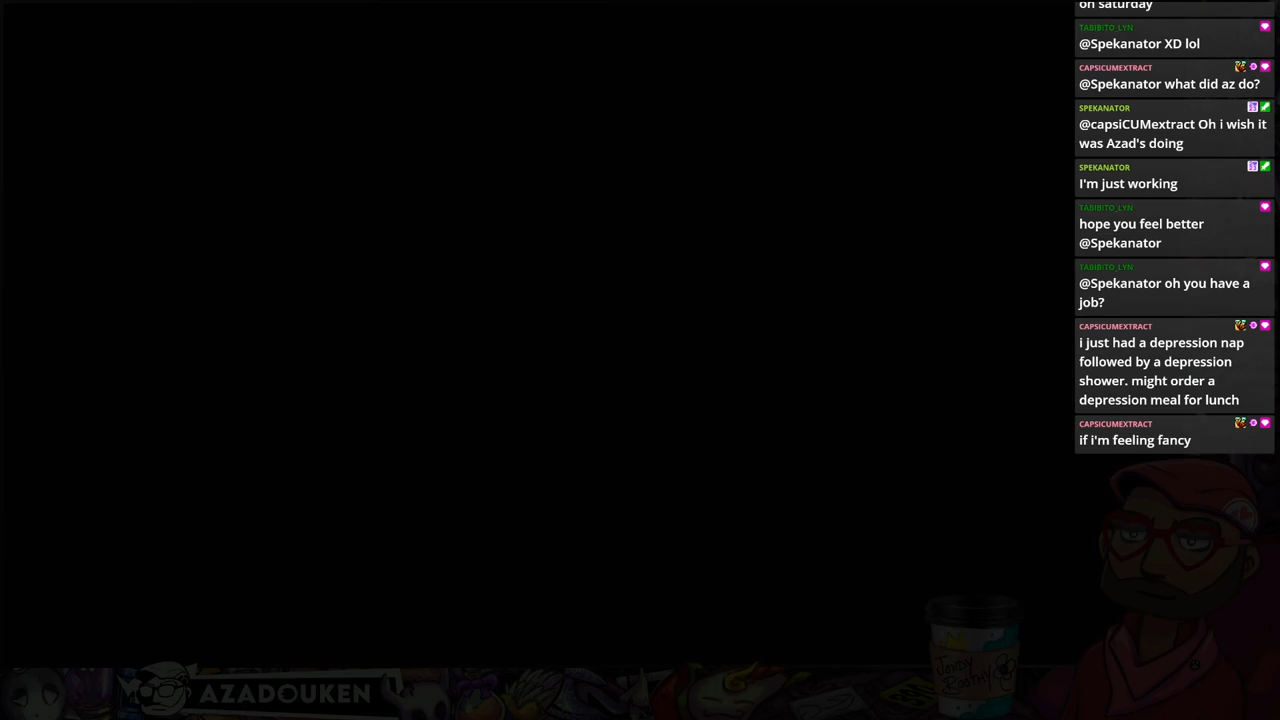 on saturday
TABIBITO_LYN
@Spekanator XD lol
CAPSICUMEXTRACT
@Spekanator what did az do?
SPEKANATOR
@capsiCUMextract Oh i wish it
was Azad's doing
SPEKANATOR
I'm just working
TABIBITO_LYN
hope you feel better
@Spekanator
TABIBITO_LYN
@Spekanator oh you have a
job?
CAPSICUMEXTRACT
i just had a depression nap
followed by a depression
shower. might order a
depression meal for lunch
CAPSICUMEXTRACT
if i'm feeling fancy
AZADOUKEN